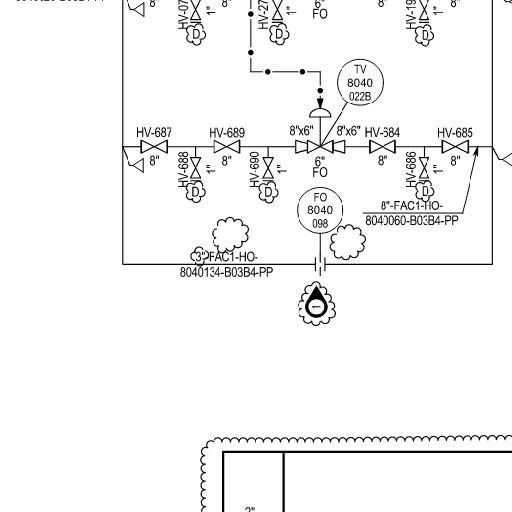 HV-07
1"
D
HV-27
1"
D
6"
FO
8"
8"
HV-19
1"
D
TV
8040
022B
HV-687
HV-689
8"x6"
8"x6"
HV-684
HV-685
8"
8"
6"
FO
8"
8"
HV-688
1"
D
HV-690
1"
D
HV-686
1"
D
FO
8040
098
8"-FAC1-HO-
8040060-B03B4-PP
3"-FAC1-HO-
8040134-B03B4-PP
1
2"